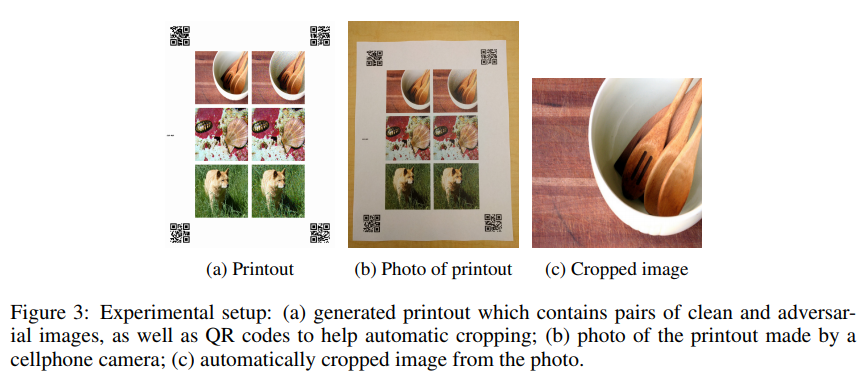 (a) Printout
(b) Photo of printout
(c) Cropped image
Figure 3: Experimental setup: (a) generated printout which contains pairs of clean and adversar-
ial images, as well as QR codes to help automatic cropping; (b) photo of the printout made by a
cellphone camera; (c) automatically cropped image from the photo.